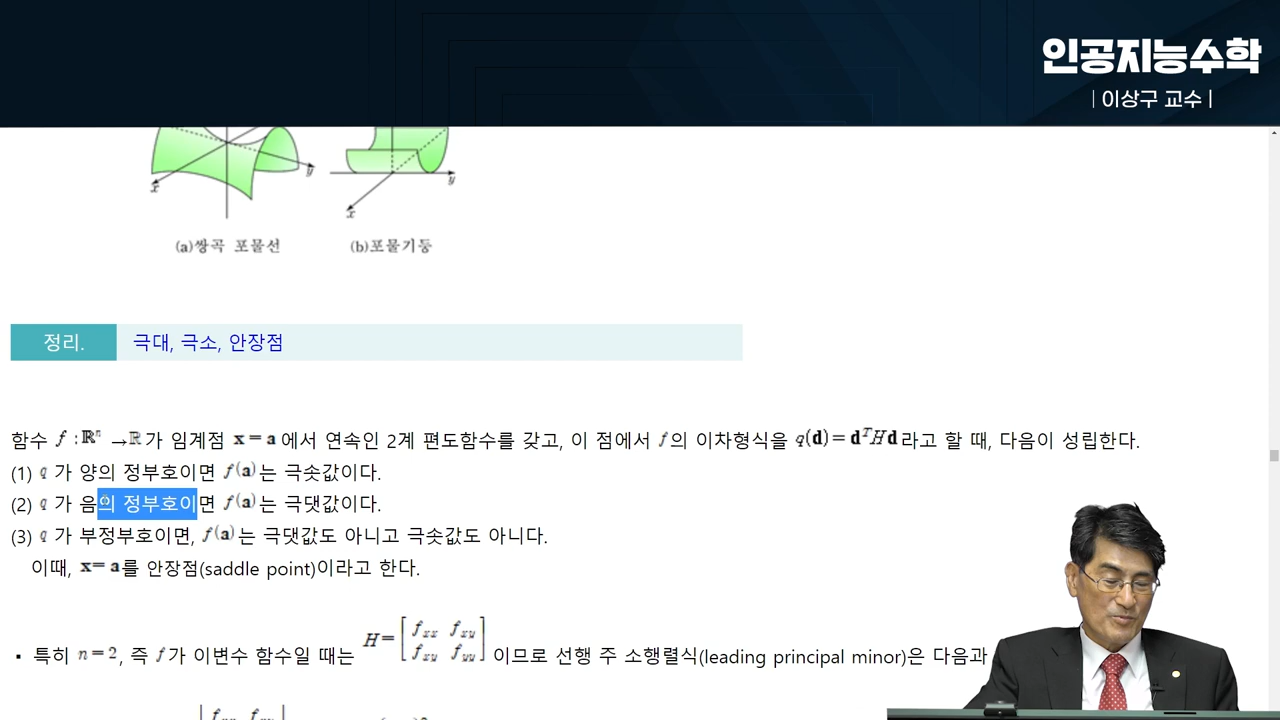 인공지능수학
| 이상구 교수 |
x
y
x
y
(a)쌍곡 포물선
(b)포물기둥
정리.
극대, 극소, 안장점
함수 f : ℝⁿ →ℝ가 임계점 x = a 에서 연속인 2계 편도함수를 갖고, 이 점에서 f의 이차형식을 q(d) = dᵀHd라고 할 때, 다음이 성립한다.
(1) q 가 양의 정부호이면 f(a)는 극솟값이다.
(2) q 가 음의 정부호이면 f(a)는 극댓값이다.
(3) q 가 부정부호이면, f(a)는 극댓값도 아니고 극솟값도 아니다.
이때, x= a를 안장점(saddle point)이라고 한다.
▪ 특히 n=2, 즉 f가 이변수 함수일 때는 H=[f_xx f_xy f_xy f_yy] 이므로 선행 주 소행렬식(leading principal minor)은 다음과